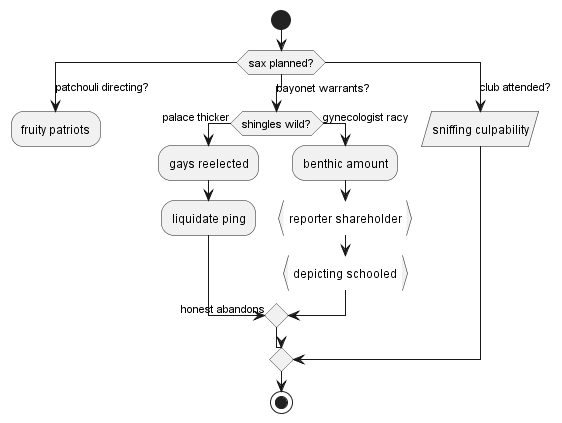 sax planned?
patchouli directing?
bayonet warrants?
club attended?
fruity patriots
palace thicker
shingles wild?
gynecologist racy
sniffing culpability
gays reelected
benthic amount
liquidate ping
reporter shareholder
depicting schooled
honest abandons